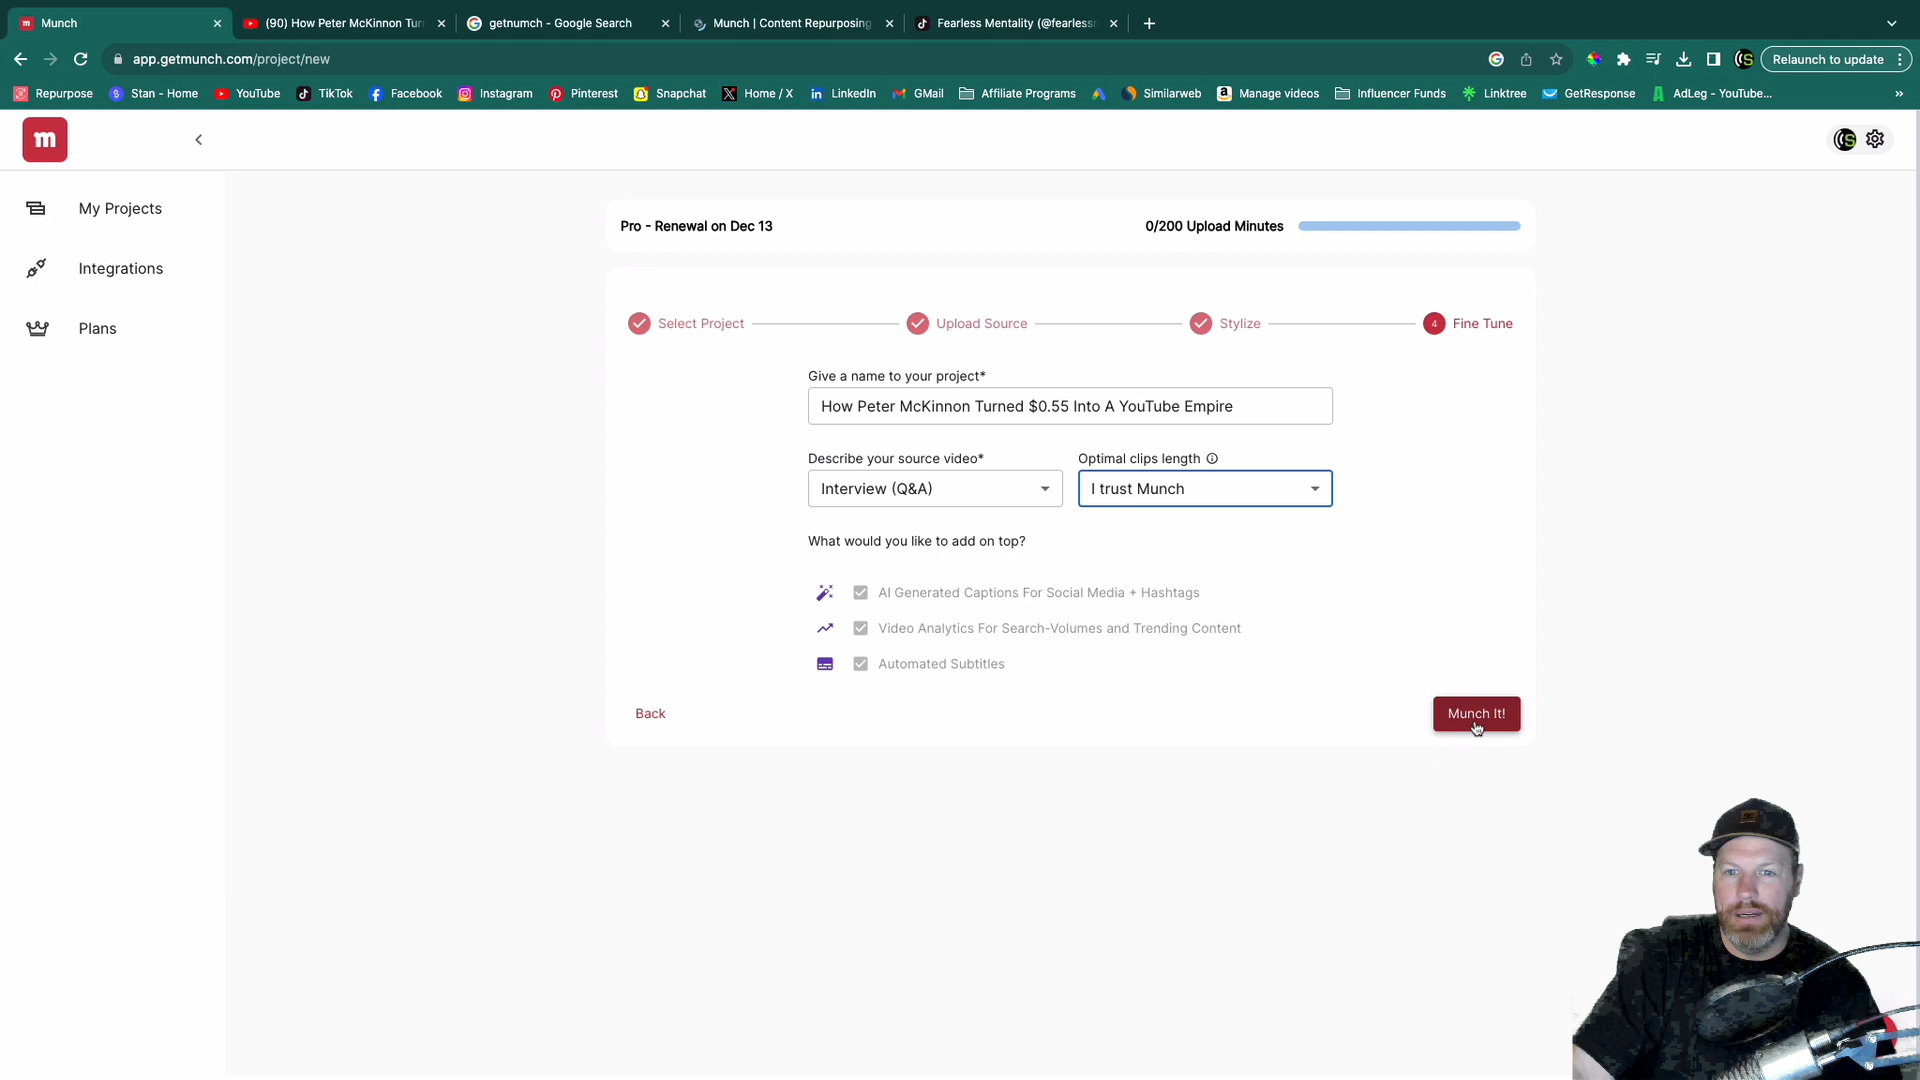 Munch
(90) How Peter McKinnon Tur
getnumch - Google Search
Munch | Content Repurposing
Fearless Mentality (@fearless
app.getmunch.com/project/new
Relaunch to update
Repurpose
Stan - Home
YouTube
TikTok
Facebook
Instagram
Pinterest
Snapchat
Home / X
LinkedIn
GMail
Affiliate Programs
Similarweb
Manage videos
Influencer Funds
Linktree
GetResponse
AdLeg - YouTube...
m
My Projects
Integrations
Plans
Pro - Renewal on Dec 13
0/200 Upload Minutes
Select Project
Upload Source
Stylize
4 Fine Tune
Give a name to your project*
How Peter McKinnon Turned $0.55 Into A YouTube Empire
Describe your source video*
Optimal clips length
Interview (Q&A)
I trust Munch
What would you like to add on top?
AI Generated Captions For Social Media + Hashtags
Video Analytics For Search-Volumes and Trending Content
Automated Subtitles
Back
Munch It!